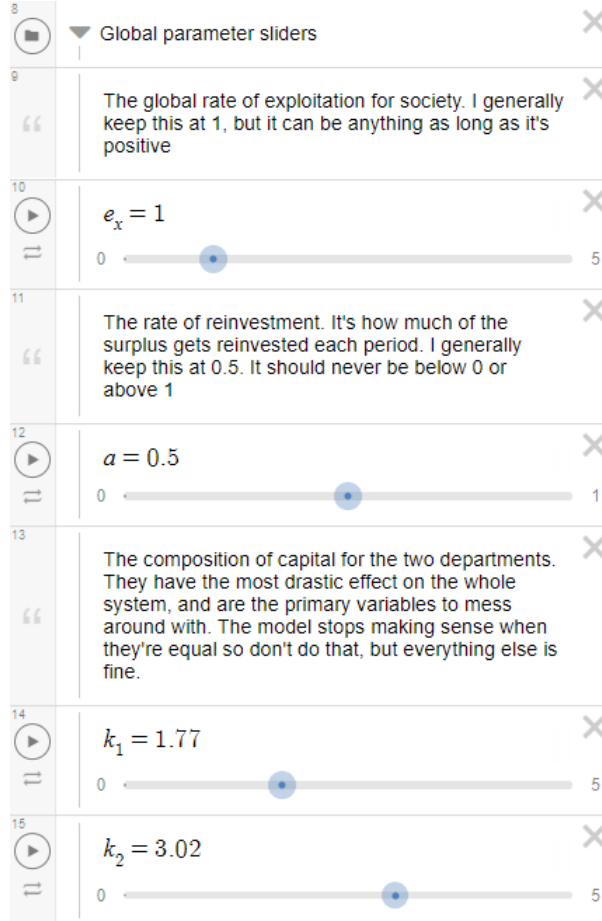 8
Global parameter sliders
9
The global rate of exploitation for society. I generally
keep this at 1, but it can be anything as long as it's
positive
10
eₓ = 1
0 5
11
The rate of reinvestment. It's how much of the
surplus gets reinvested each period. I generally
keep this at 0.5. It should never be below 0 or
above 1
12
a = 0.5
0 1
13
The composition of capital for the two departments.
They have the most drastic effect on the whole
system, and are the primary variables to mess
around with. The model stops making sense when
they're equal so don't do that, but everything else is
fine.
14
k₁ = 1.77
0 5
15
k₂ = 3.02
0 5